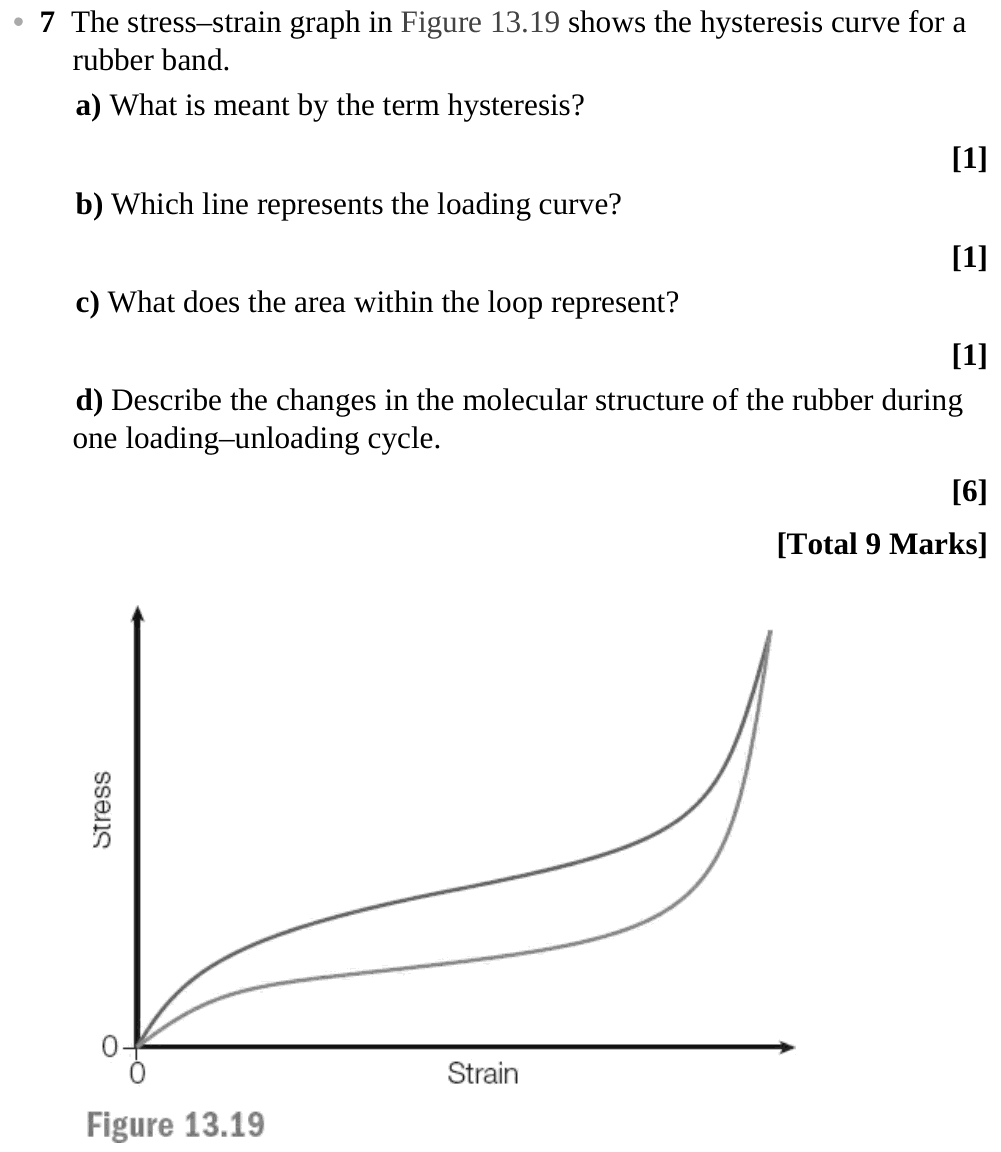 • 7 The stress–strain graph in Figure 13.19 shows the hysteresis curve for a
rubber band.
a) What is meant by the term hysteresis?
[1]
b) Which line represents the loading curve?
[1]
c) What does the area within the loop represent?
[1]
d) Describe the changes in the molecular structure of the rubber during
one loading–unloading cycle.
[6]
[Total 9 Marks]
Stress
0
0
Strain
Figure 13.19